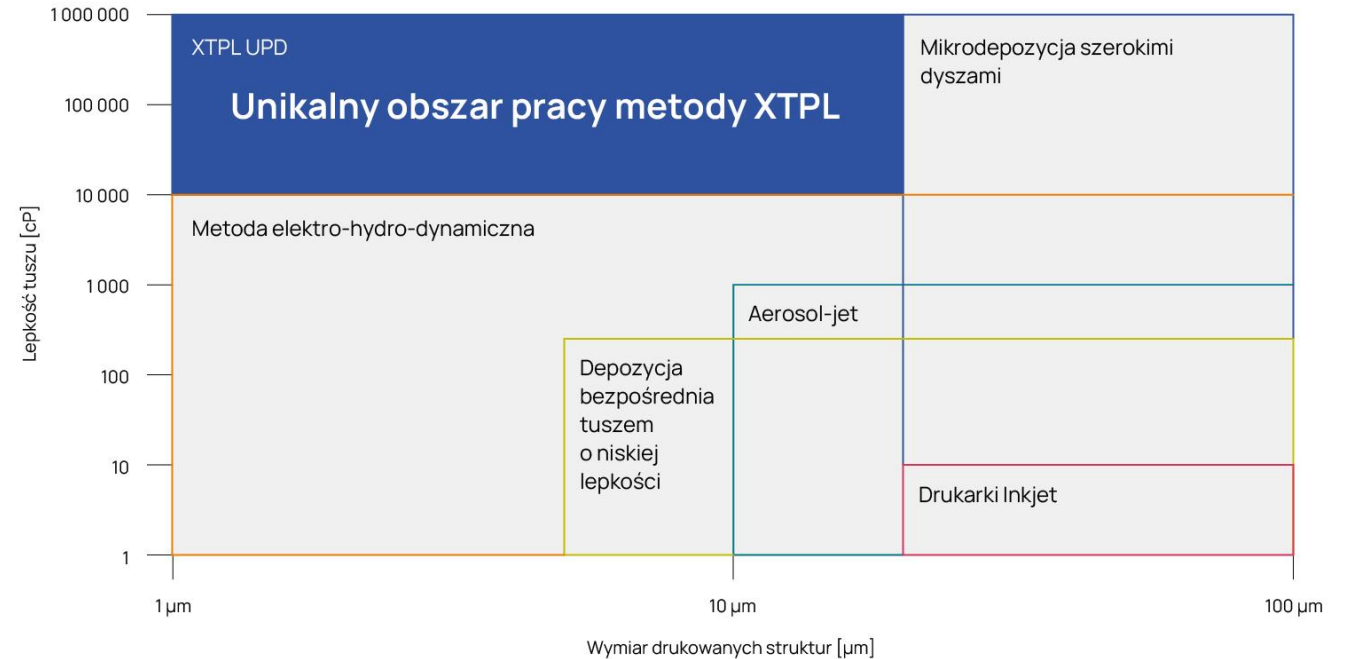 1 000 000
XTPL UPD
Mikrodepozycja szerokimi
dyszami
100 000
Unikalny obszar pracy metody XTPL
10 000
Metoda elektro-hydro-dynamiczna
Lepkość tuszu [cP]
1 000
Aerosol-jet
100
Depozycja
bezpośrednia
tuszem
o niskiej
lepkości
10
Drukarki Inkjet
1
1 µm
10 µm
100 µm
Wymiar drukowanych struktur [µm]